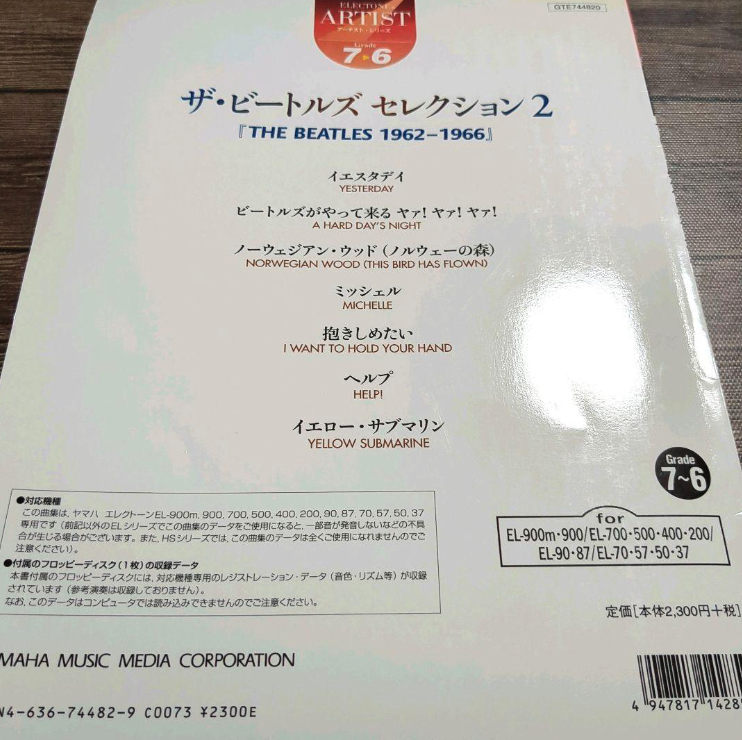 ELECTONE
ARTIST
アーチスト・シリーズ
Grade
7▶6
GTE744820
ザ・ビートルズ セレクション 2
『THE BEATLES 1962–1966』
イエスタデイ
YESTERDAY
ビートルズがやって来る ヤァ! ヤァ! ヤァ!
A HARD DAY'S NIGHT
ノーウェジアン・ウッド (ノルウェーの森)
NORWEGIAN WOOD (THIS BIRD HAS FLOWN)
ミッシェル
MICHELLE
抱きしめたい
I WANT TO HOLD YOUR HAND
ヘルプ
HELP!
イエロー・サブマリン
YELLOW SUBMARINE
Grade
7~6
●対応機種
この曲集は、ヤマハ エレクトーンEL-900m, 900, 700, 500, 400, 200, 90, 87, 70, 57, 50, 37
専用です (前記以外のELシリーズでこの曲集のデータをご使用になると、一部音が発音しないなどの不具
合が生じる場合がございます。また、HSシリーズでは、この曲集のデータは全くご使用になれませんのでご
注意ください)。
●付属のフロッピーディスク (1枚) の収録データ
本書付属のフロッピーディスクには、対応機種専用のレジストレーション・データ (音色・リズム等) が収録
されています (参考演奏は収録しておりません)。
なお、このデータはコンピュータでは読み込みできませんのでご注意ください。
for
EL-900m・900/EL-700・500・400・200/
EL-90・87/EL-70・57・50・37
定価[本体2,300円+税]
MAHA MUSIC MEDIA CORPORATION
N4-636-74482-9 C0073 ¥2300E
4 947817 1428